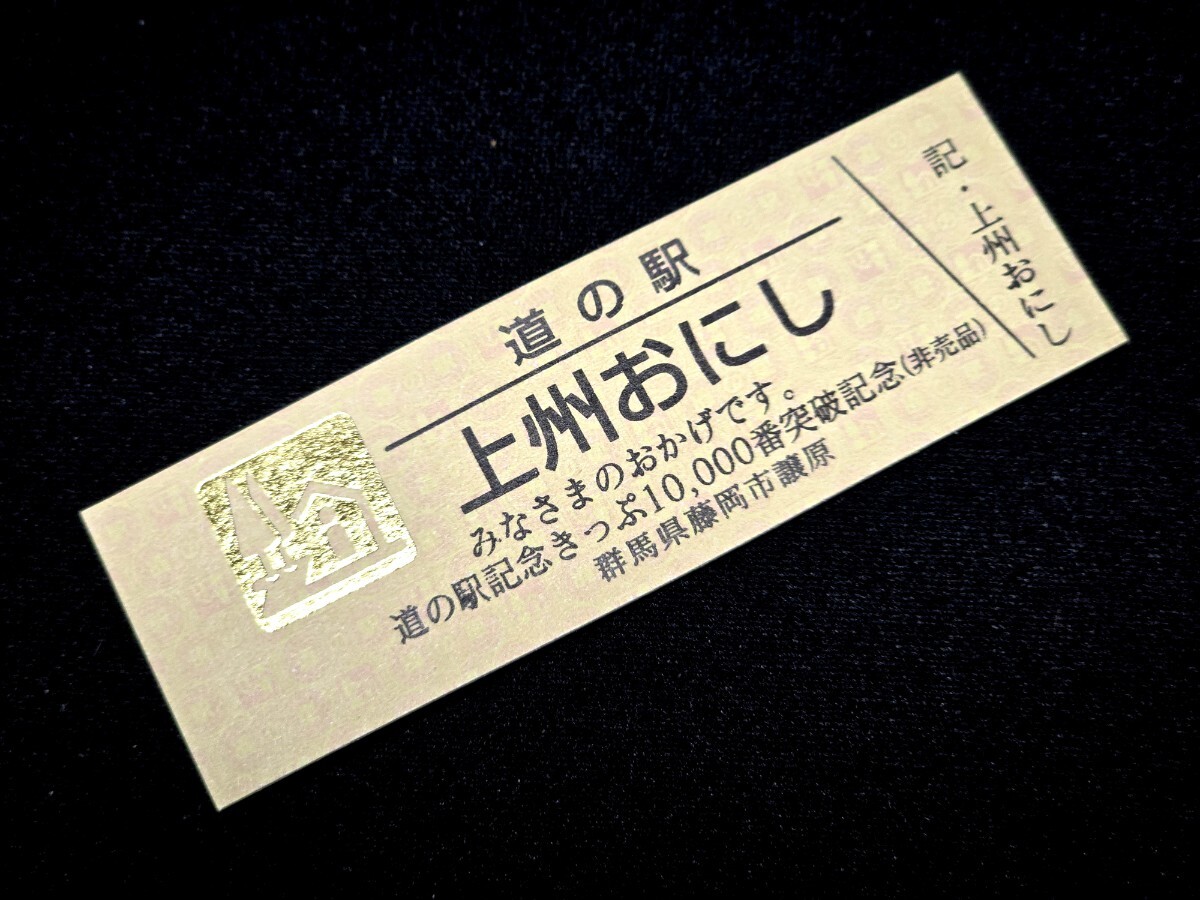 道の駅
上州おにし
みなさまのおかげです。
道の駅記念きっぷ10,000番突破記念(非売品)
群馬県藤岡市譲原
記・上州おにし